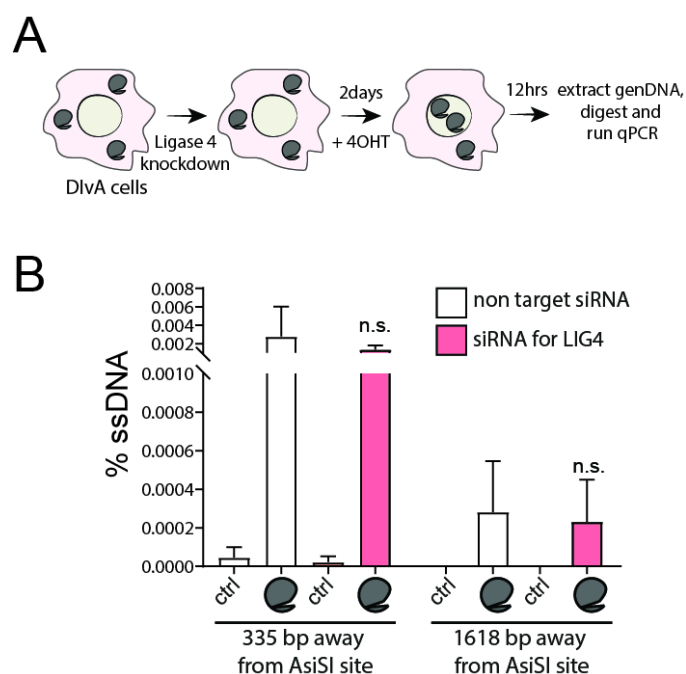 A
DIvA cells
Ligase 4
knockdown
2days
+ 4OHT
12hrs
extract genDNA,
digest and
run qPCR
B
% ssDNA
0.008
0.006
0.004
0.002
0.0010
0.0008
0.0006
0.0004
0.0002
0.0000
non target siRNA
siRNA for LIG4
n.s.
n.s.
ctrl
ctrl
ctrl
ctrl
335 bp away
from AsiSI site
1618 bp away
from AsiSI site